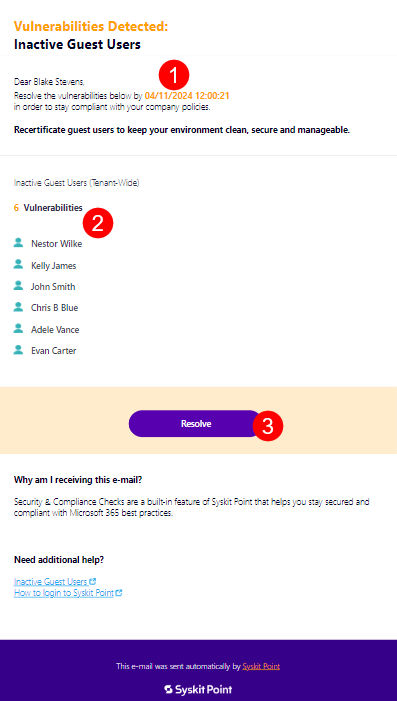 Vulnerabilities Detected:
Inactive Guest Users
1
Dear Blake Stevens,
Resolve the vulnerabilities below by 04/11/2024 12:00:21
in order to stay compliant with your company policies.
Recertificate guest users to keep your environment clean, secure and manageable.
Inactive Guest Users (Tenant-Wide)
6 Vulnerabilities
2
Nestor Wilke
Kelly James
John Smith
Chris B Blue
Adele Vance
Evan Carter
Resolve
3
Why am I receiving this e-mail?
Security & Compliance Checks are a built-in feature of Syskit Point that helps you stay secured and
compliant with Microsoft 365 best practices.
Need additional help?
Inactive Guest Users
How to login to Syskit Point
This e-mail was sent automatically by Syskit Point
Syskit Point